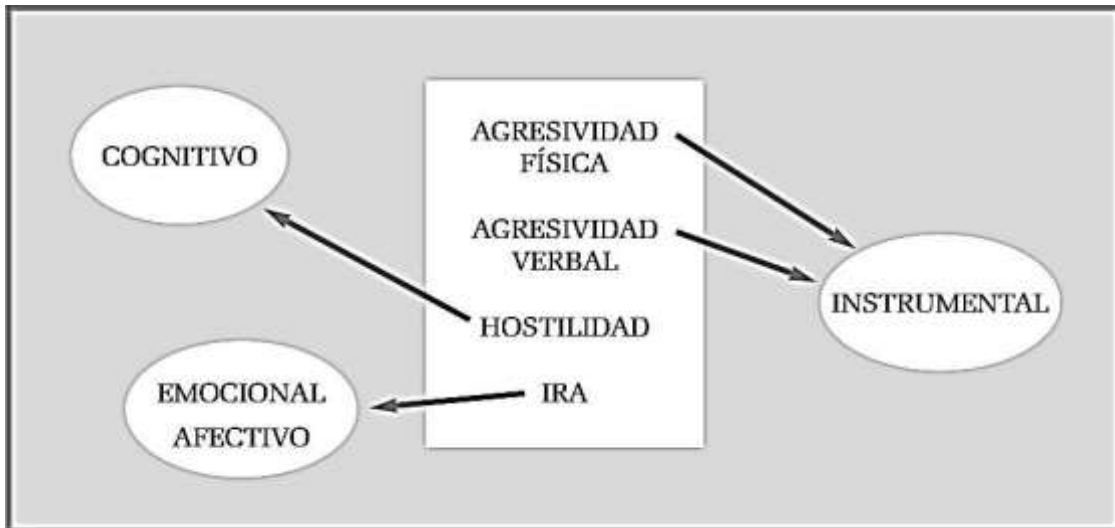 COGNITIVO
AGRESIVIDAD
FÍSICA
AGRESIVIDAD
VERBAL
HOSTILIDAD
IRA
EMOCIONAL
AFECTIVO
INSTRUMENTAL